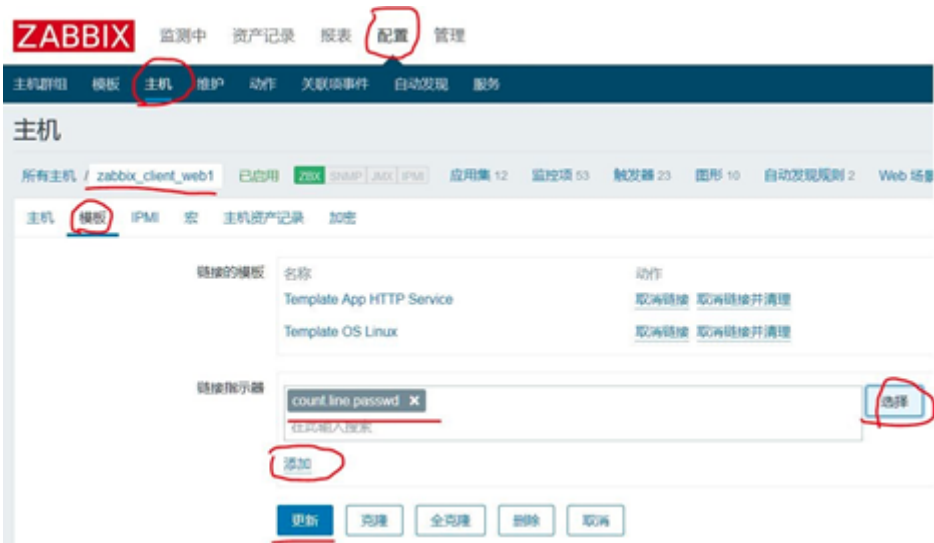 ZABBIX 监测中 资产记录 报表 配置 管理
主机群组 模板 主机 维护 动作 关联项事件 自动发现 服务
主机
所有主机 / zabbix_client_web1 已启用 ZBX SNMP JMX IPMI 应用集 12 监控项 53 触发器 23 图形 10 自动发现规则 2 Web 场景
主机 模板 IPMI 宏 主机资产记录 加密
链接的模板 名称 动作
Template App HTTP Service 取消链接 取消链接并清理
Template OS Linux 取消链接 取消链接并清理
链接指示器 count.line.passwd × 选择
在此输入搜索
添加
更新 克隆 全克隆 删除 取消